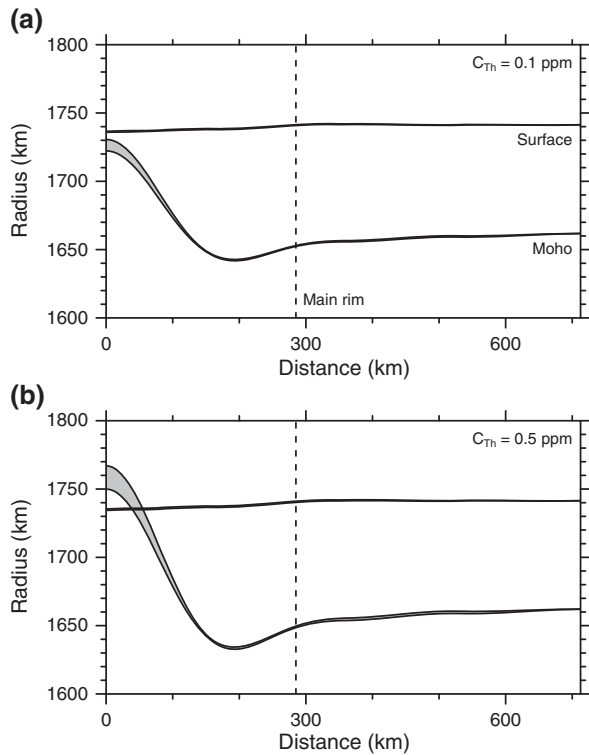 (a)
1800
C_Th = 0.1 ppm
1750
Surface
Radius (km)
1700
1650
Moho
Main rim
1600
0
300
600
Distance (km)
(b)
1800
C_Th = 0.5 ppm
1750
Radius (km)
1700
1650
1600
0
300
600
Distance (km)